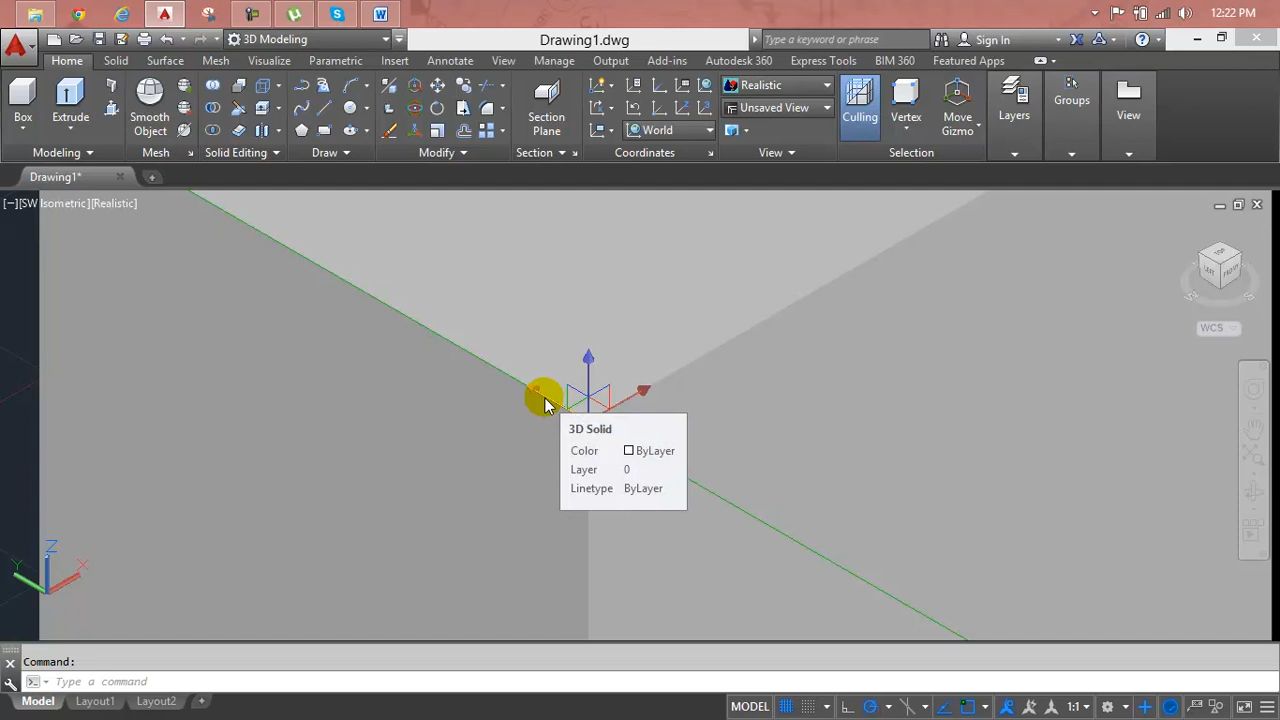 12:22 PM
3D Modeling
Drawing1.dwg
Type a keyword or phrase
Sign In
Home Solid Surface Mesh Visualize Parametric Insert Annotate View Manage Output Add-ins Autodesk 360 Express Tools BIM 360 Featured Apps
Box
Extrude
Smooth Object
Section Plane
Realistic
Unsaved View
World
Culling
Vertex
Move Gizmo
Layers
Groups
View
Modeling Mesh Solid Editing Draw Modify Section Coordinates View Selection
Drawing1*
[−][SW Isometric][Realistic]
TOP
LEFT
FRONT
S
WCS
3D Solid
Color ByLayer
Layer 0
Linetype ByLayer
Z
Y
X
Command:
Type a command
Model Layout1 Layout2
MODEL
1:1